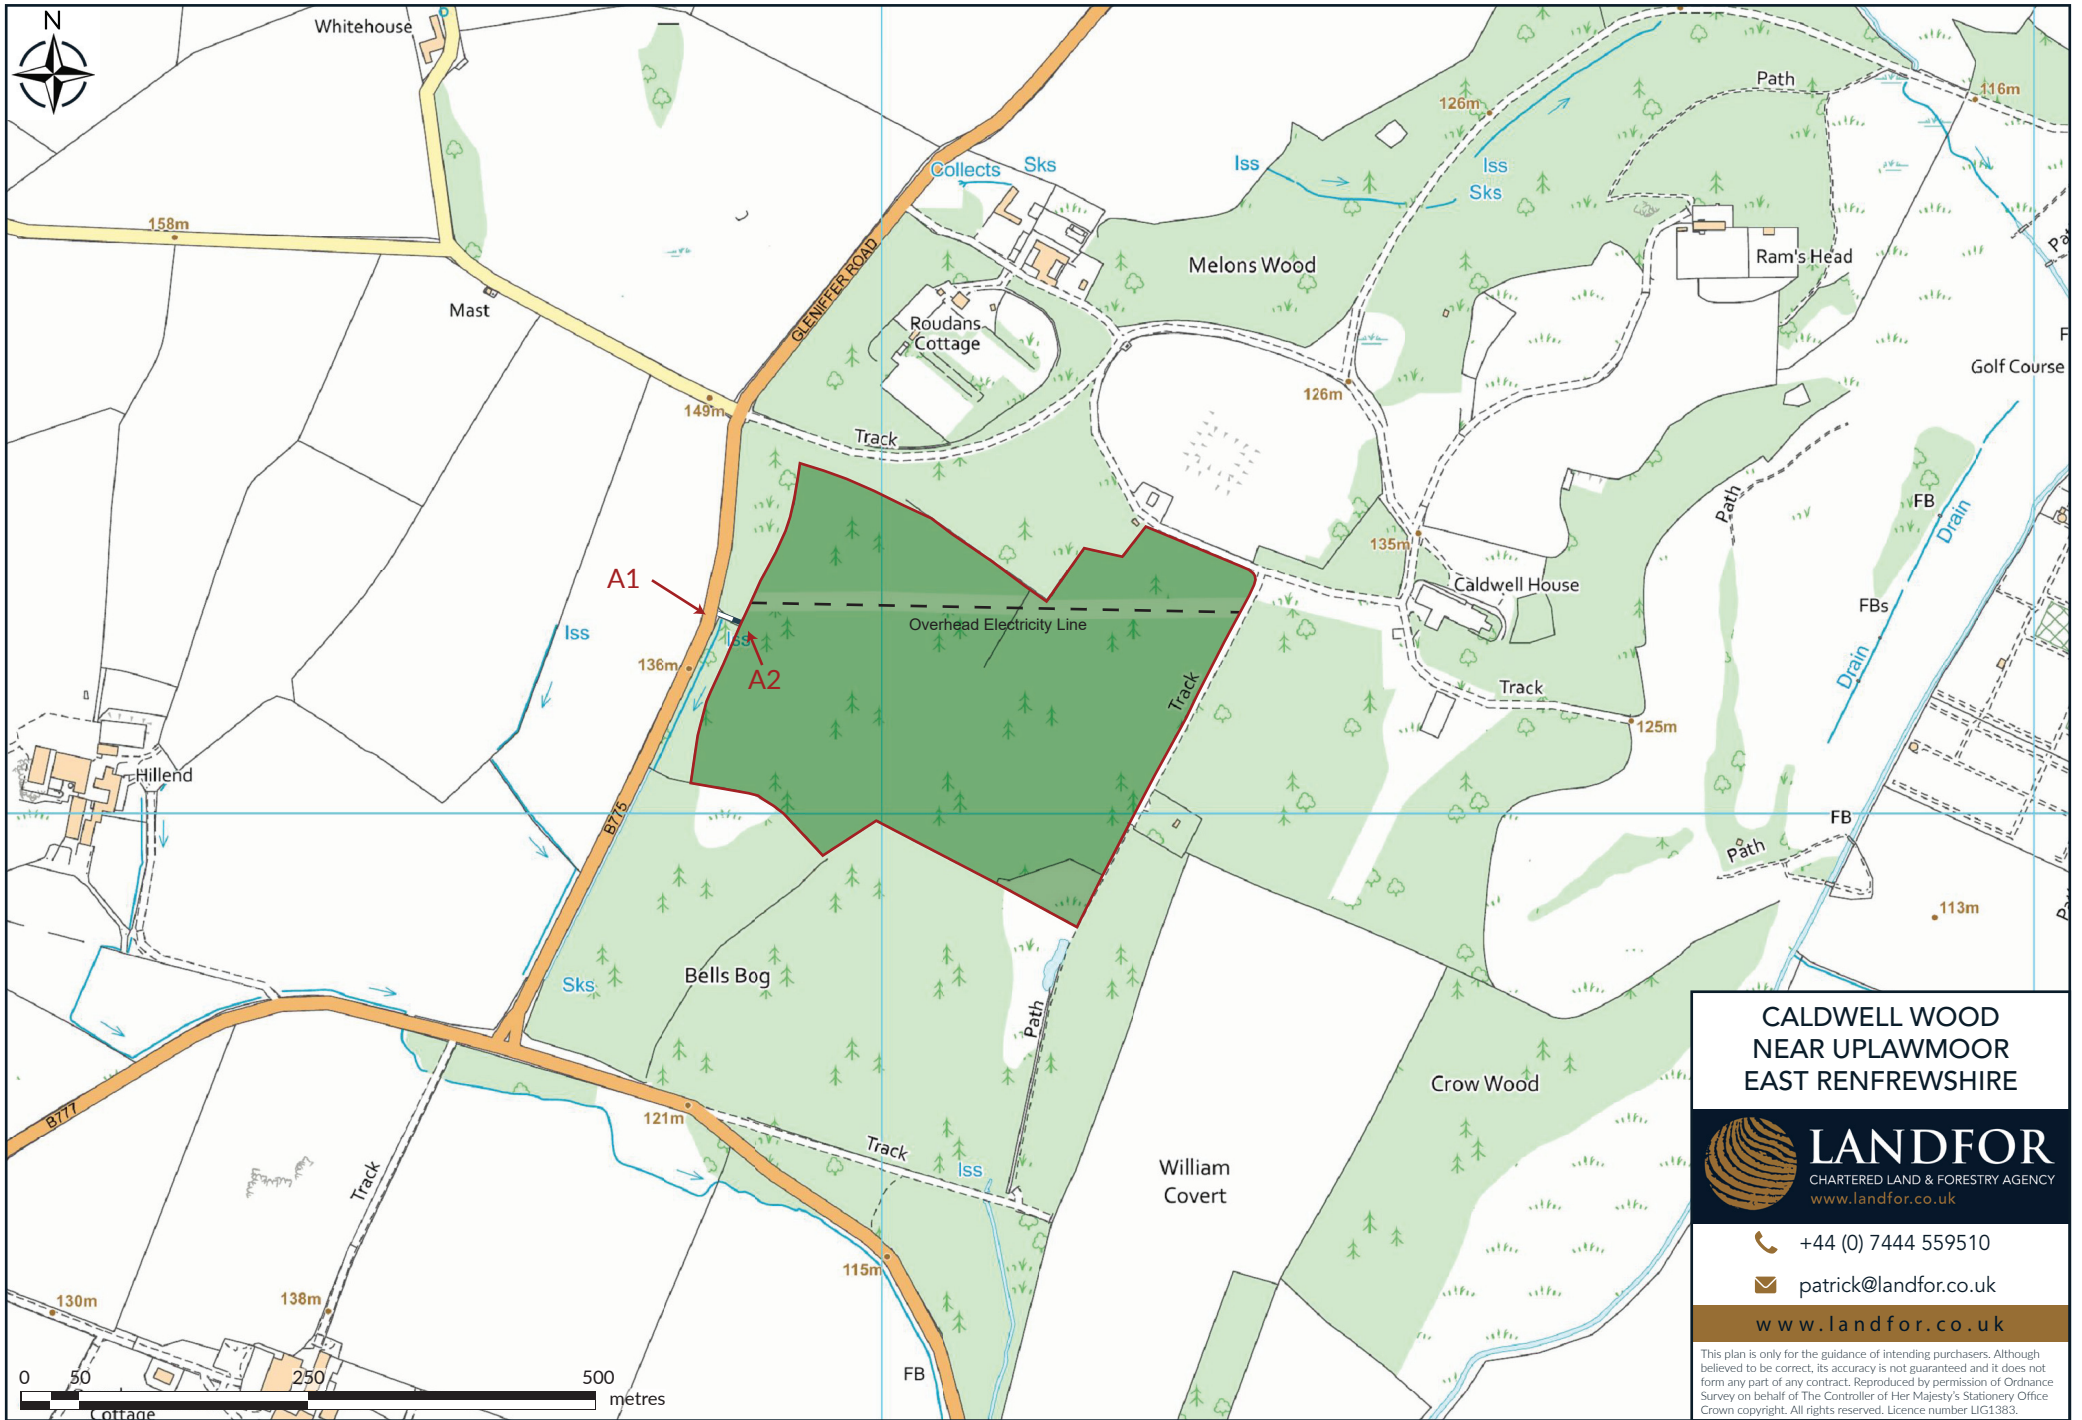 N
Whitehouse
Path
116m
126m
Collects
Sks
Iss
Iss
Sks
158m
GLENIFFER ROAD
Melons Wood
Ram's Head
Mast
Roudans
Cottage
Golf Course
126m
149m
Track
Path
FB
Drain
135m
A1
Caldwell House
FBs
Iss
Overhead Electricity Line
Iss
136m
A2
Track
Track
Drain
125m
Hillend
B775
FB
Path
113m
Sks
Bells Bog
Path
CALDWELL WOOD
NEAR UPLAWMOOR
EAST RENFREWSHIRE
Crow Wood
B777
121m
Track
Iss
Track
William
Covert
LANDFOR
CHARTERED LAND & FORESTRY AGENCY
www.landfor.co.uk
+44 (0) 7444 559510
patrick@landfor.co.uk
www.landfor.co.uk
115m
130m
138m
FB
0 50 250 500
metres
Cottage
This plan is only for the guidance of intending purchasers. Although
believed to be correct, its accuracy is not guaranteed and it does not
form any part of any contract. Reproduced by permission of Ordnance
Survey on behalf of The Controller of Her Majesty's Stationery Office
Crown copyright. All rights reserved. Licence number LIG1383.